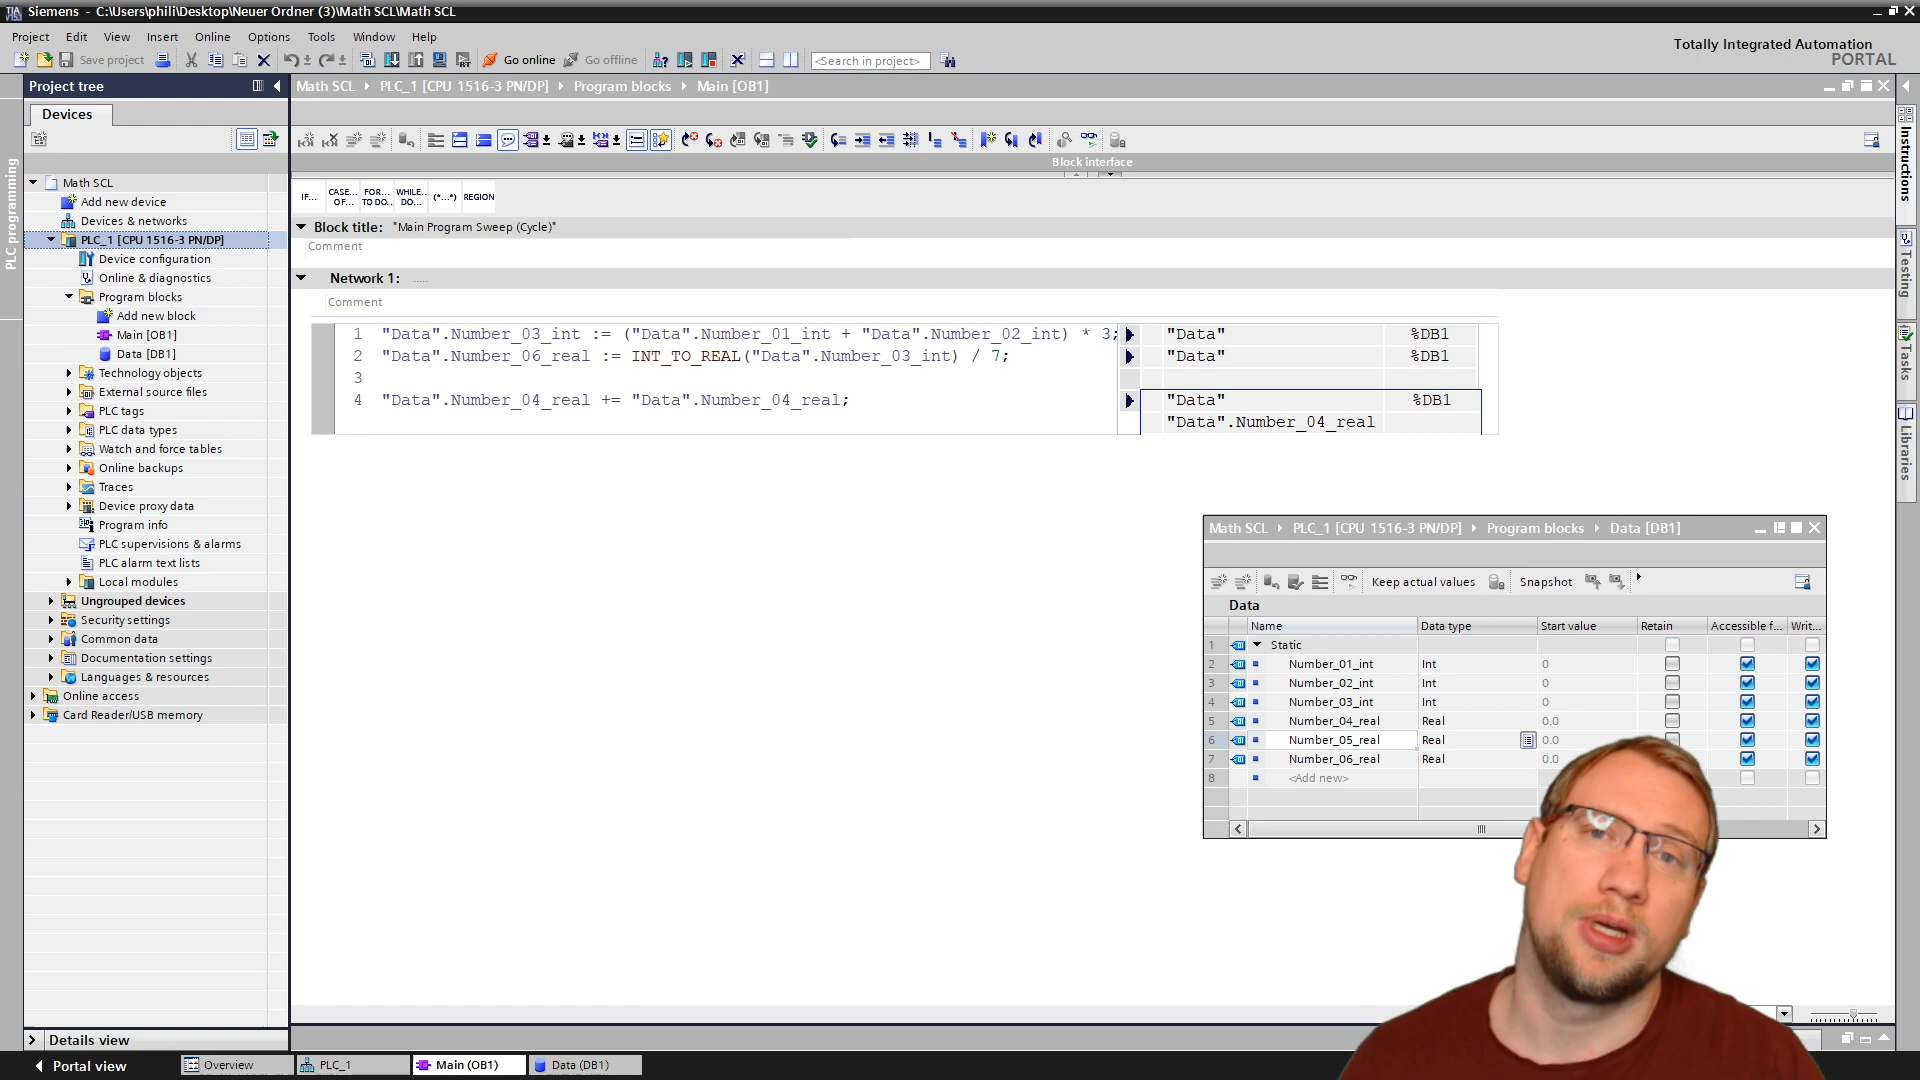 Siemens - C:\Users\phili\Desktop\Neuer Ordner (3)\Math SCL\Math SCL
Project Edit View Insert Online Options Tools Window Help
Totally Integrated Automation
PORTAL
Save project Go online Go offline <Search in project>
Project tree
Math SCL PLC_1 [CPU 1516-3 PN/DP] Program blocks Main [OB1]
Devices
PLC programming
Block interface
IF... CASE... OF... FOR... TO DO.. WHILE.. DO... (*...*) REGION
Math SCL
Add new device
Devices & networks
PLC_1 [CPU 1516-3 PN/DP]
Device configuration
Online & diagnostics
Program blocks
Add new block
Main [OB1]
Data [DB1]
Technology objects
External source files
PLC tags
PLC data types
Watch and force tables
Online backups
Traces
Device proxy data
Program info
PLC supervisions & alarms
PLC alarm text lists
Local modules
Ungrouped devices
Security settings
Common data
Documentation settings
Languages & resources
Online access
Card Reader/USB memory
Details view
Block title: "Main Program Sweep (Cycle)"
Comment
Network 1: .....
Comment
1 "Data".Number_03_int := ("Data".Number_01_int + "Data".Number_02_int) * 3; "Data" %DB1
2 "Data".Number_06_real := INT_TO_REAL("Data".Number_03_int) / 7; "Data" %DB1
3
4 "Data".Number_04_real += "Data".Number_04_real; "Data" %DB1
"Data".Number_04_real
Math SCL PLC_1 [CPU 1516-3 PN/DP] Program blocks Data [DB1]
Keep actual values Snapshot
Data
Name Data type Start value Retain Accessible f... Writ...
1 Static
2 Number_01_int Int 0
3 Number_02_int Int 0
4 Number_03_int Int 0
5 Number_04_real Real 0.0
6 Number_05_real Real 0.0
7 Number_06_real Real 0.0
8 <Add new>
Instructions
Testing
Tasks
Libraries
Portal view Overview PLC_1 Main (OB1) Data (DB1)